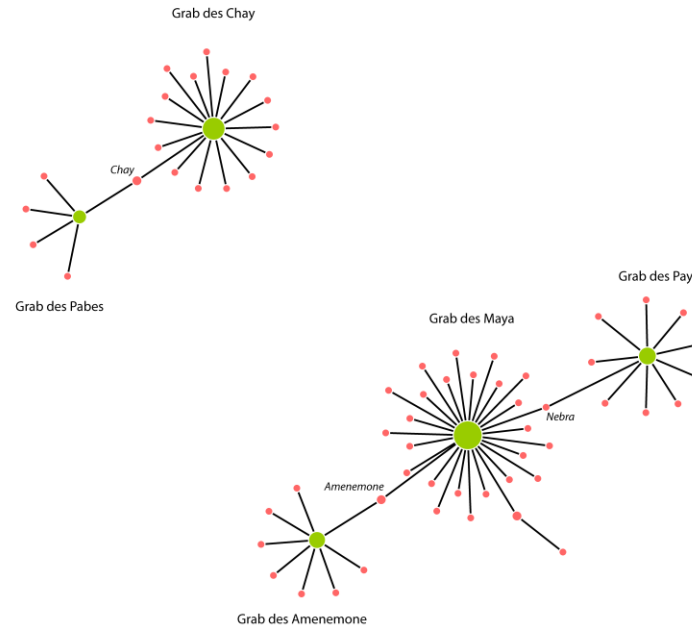 Grab des Chay
Chay
Grab des Pabes
Grab des Pay
Grab des Maya
Nebra
Amenemone
Grab des Amenemone